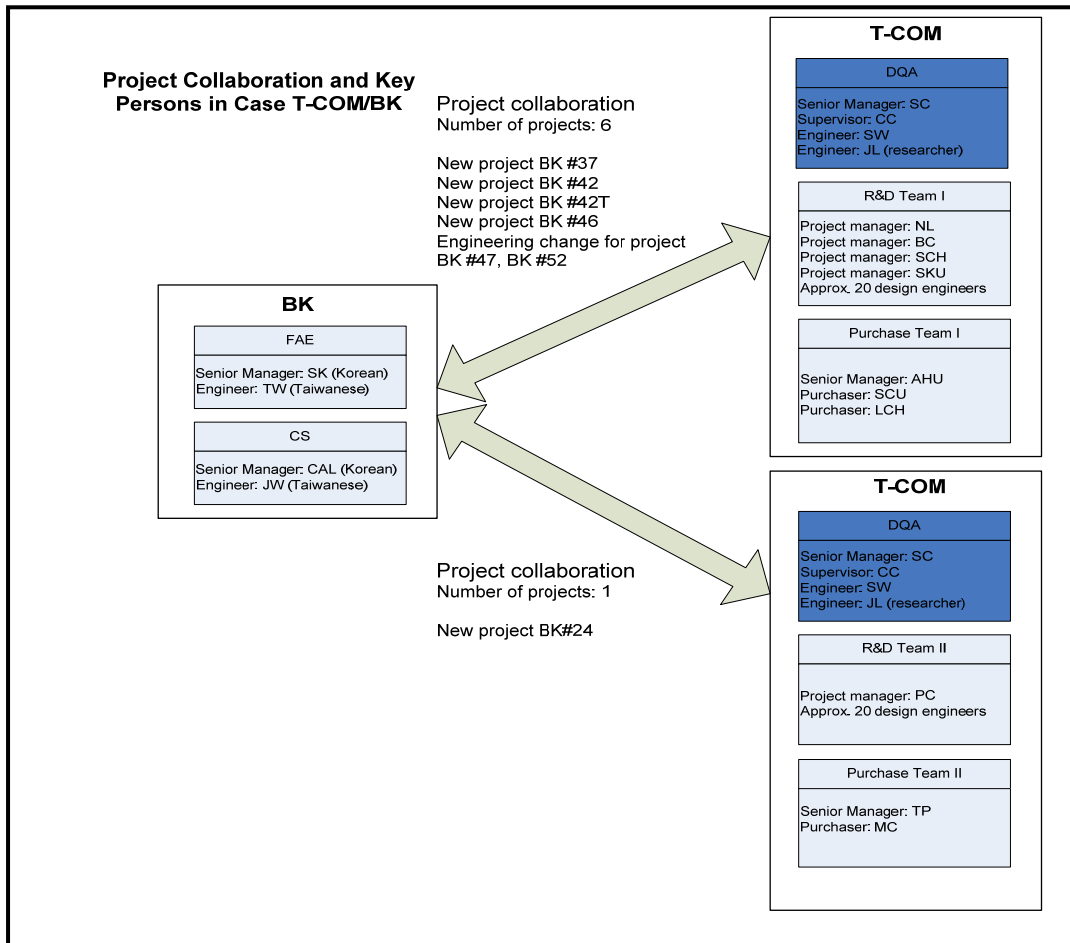 Project Collaboration and Key
Persons in Case T-COM/BK
Project collaboration
Number of projects: 6
New project BK #37
New project BK #42
New project BK #42T
New project BK #46
Engineering change for project
BK #47, BK #52
BK
FAE
Senior Manager: SK (Korean)
Engineer: TW (Taiwanese)
CS
Senior Manager: CAL (Korean)
Engineer: JW (Taiwanese)
Project collaboration
Number of projects: 1
New project BK#24
T-COM
DQA
Senior Manager: SC
Supervisor: CC
Engineer: SW
Engineer: JL (researcher)
R&D Team I
Project manager: NL
Project manager: BC
Project manager: SCH
Project manager: SKU
Approx. 20 design engineers
Purchase Team I
Senior Manager: AHU
Purchaser: SCU
Purchaser: LCH
T-COM
DQA
Senior Manager: SC
Supervisor: CC
Engineer: SW
Engineer: JL (researcher)
R&D Team II
Project manager: PC
Approx. 20 design engineers
Purchase Team II
Senior Manager: TP
Purchaser: MC